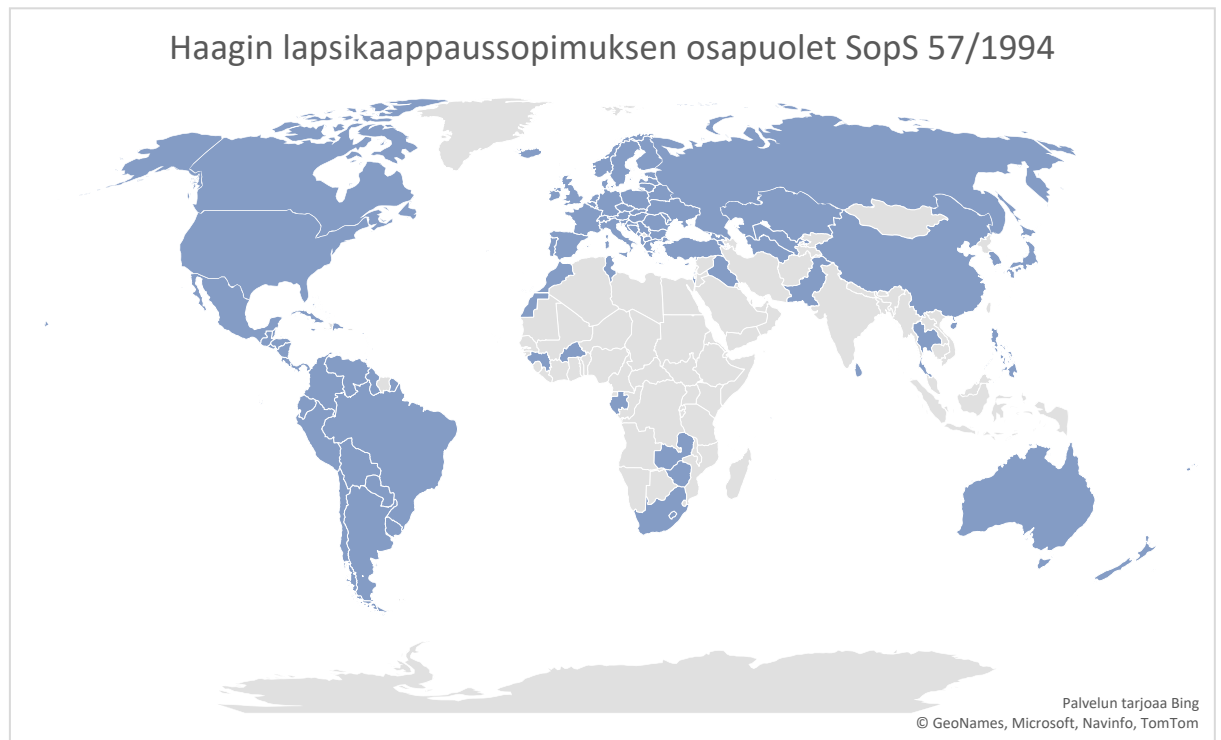 Haagin lapsikaappaussopimuksen osapuolet SopS 57/1994
Palvelun tarjoaa Bing
© GeoNames, Microsoft, Navinfo, TomTom